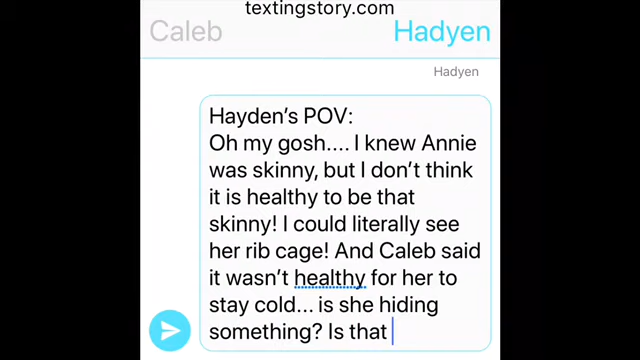 textingstory.com
Caleb Hadyen
Hadyen
Hayden's POV:
Oh my gosh.... I knew Annie
was skinny, but I don't think
it is healthy to be that
skinny! I could literally see
her rib cage! And Caleb said
it wasn't healthy for her to
stay cold... is she hiding
something? Is that